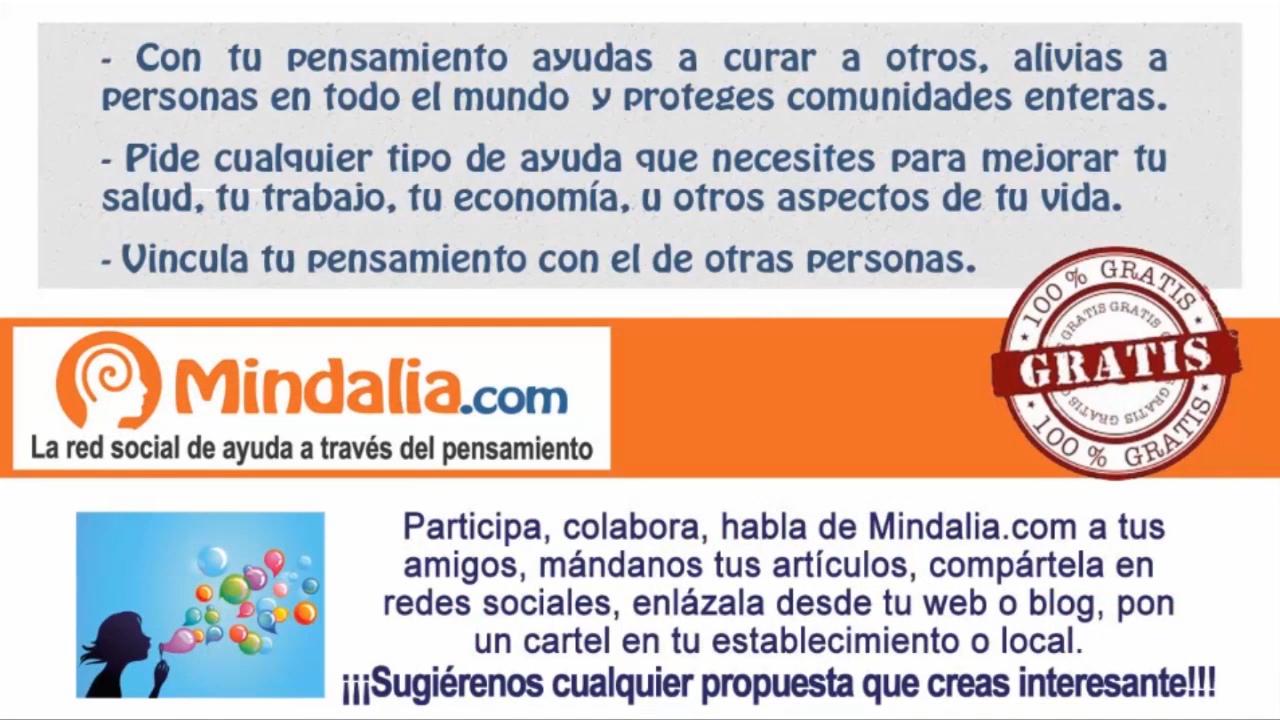 - Con tu pensamiento ayudas a curar a otros, alivias a
personas en todo el mundo y proteges comunidades enteras.
- Pide cualquier tipo de ayuda que necesites para mejorar tu
salud, tu trabajo, tu economía, u otros aspectos de tu vida.
- Vincula tu pensamiento con el de otras personas.
100 % GRATIS
GRATIS GRATIS
GRATIS
GRATIS GRATIS
100 % GRATIS
Mindalia.com
La red social de ayuda a través del pensamiento
Participa, colabora, habla de Mindalia.com a tus
amigos, mándanos tus artículos, compártela en
redes sociales, enlázala desde tu web o blog, pon
un cartel en tu establecimiento o local.
¡¡¡Sugiérenos cualquier propuesta que creas interesante!!!